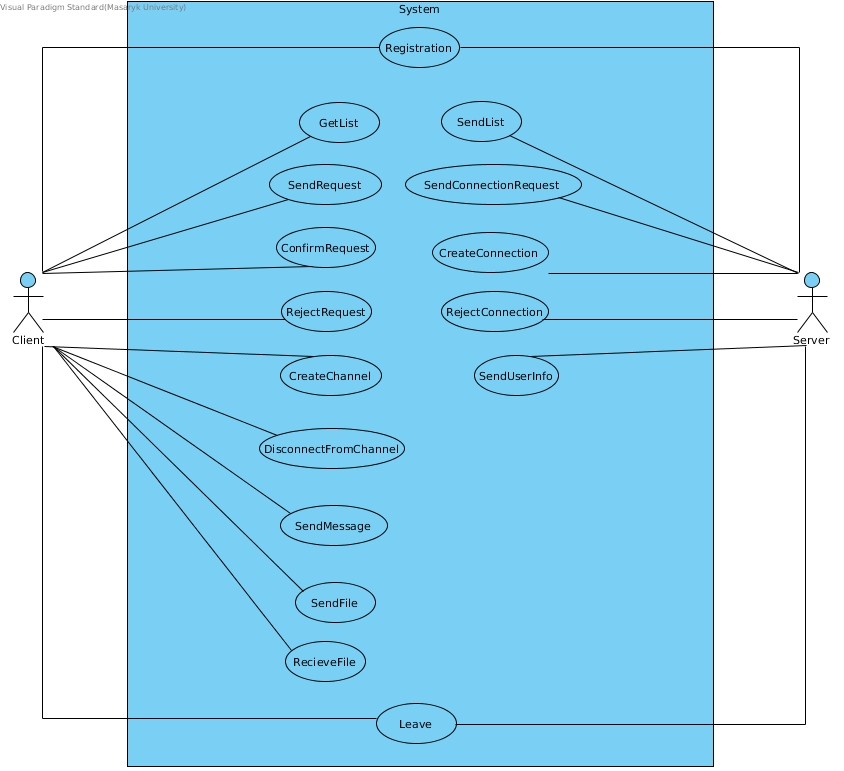 Visual Paradigm Standard(Masaryk University)
System
Registration
GetList
SendList
SendRequest
SendConnectionRequest
ConfirmRequest
CreateConnection
RejectRequest
RejectConnection
Client
Server
CreateChannel
SendUserInfo
DisconnectFromChannel
SendMessage
SendFile
RecieveFile
Leave